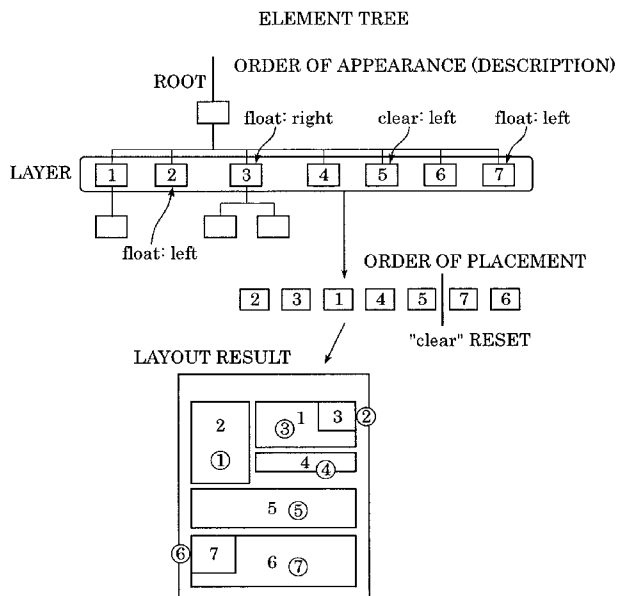 ELEMENT TREE
ORDER OF APPEARANCE (DESCRIPTION)
ROOT
float: right
clear: left
float: left
LAYER
1 2 3 4 5 6 7
float: left
ORDER OF PLACEMENT
2 3 1 4 5 7 6
"clear" RESET
LAYOUT RESULT
2 1 3 ②
③
① 4 ④
5 ⑤
⑥ 7
6 ⑦